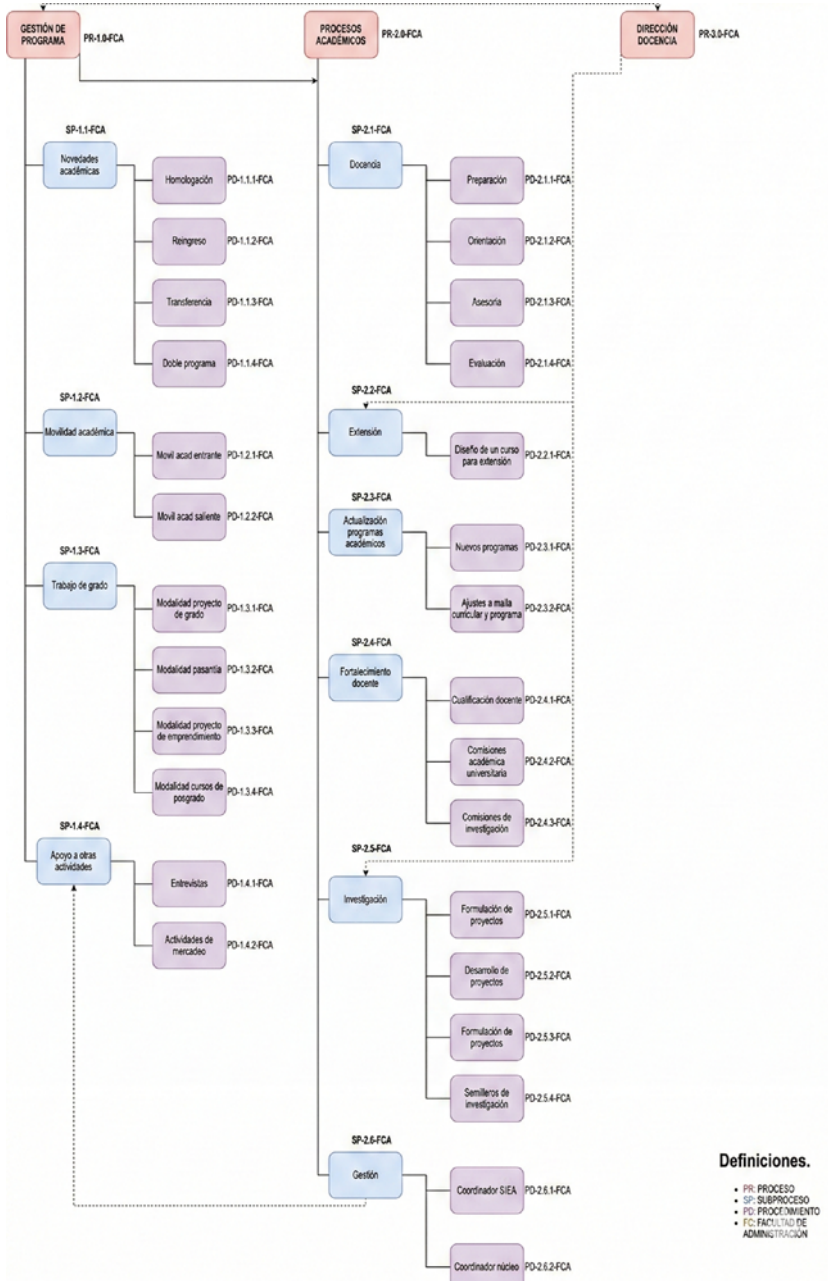 GESTIÓN DE
PROGRAMA
PR-1.0-FCA
PROCESOS
ACADÉMICOS
PR-2.0-FCA
DIRECCIÓN
DOCENCIA
PR-3.0-FCA
SP-1.1-FCA
Novedades
académicas
Homologación
PD-1.1.1-FCA
Reingreso
PD-1.1.2-FCA
Transferencia
PD-1.1.3-FCA
Doble programa
PD-1.1.4-FCA
SP-1.2-FCA
Movilidad académica
Movil acad entrante
PD-1.2.1-FCA
Movil acad saliente
PD-1.2.2-FCA
SP-1.3-FCA
Trabajo de grado
Modalidad proyecto
de grado
PD-1.3.1-FCA
Modalidad pasantía
PD-1.3.2-FCA
Modalidad proyecto
de emprendimiento
PD-1.3.3-FCA
Modalidad cursos de
posgrado
PD-1.3.4-FCA
SP-1.4-FCA
Apoyo a otras
actividades
Entrevistas
PD-1.4.1-FCA
Actividades de
mercadeo
PD-1.4.2-FCA
SP-2.1-FCA
Docencia
Preparación
PD-2.1.1-FCA
Orientación
PD-2.1.2-FCA
Asesoría
PD-2.1.3-FCA
Evaluación
PD-2.1.4-FCA
SP-2.2-FCA
Extensión
Diseño de un curso
para extensión
PD-2.2.1-FCA
SP-2.3-FCA
Actualización
programas
académicos
Nuevos programas
PD-2.3.1-FCA
Ajustes a malla
curricular y programa
PD-2.3.2-FCA
SP-2.4-FCA
Fortalecimiento
docente
Cualificación docente
PD-2.4.1-FCA
Comisiones
académica
universitaria
PD-2.4.2-FCA
Comisiones de
investigación
PD-2.4.3-FCA
SP-2.5-FCA
Investigación
Formulación de
proyectos
PD-2.5.1-FCA
Desarrollo de
proyectos
PD-2.5.2-FCA
Formulación de
proyectos
PD-2.5.3-FCA
Semilleros de
investigación
PD-2.5.4-FCA
SP-2.6-FCA
Gestión
Coordinador SIEA
PD-2.6.1-FCA
Coordinador núcleo
PD-2.6.2-FCA
Definiciones.
• PR: PROCESO
• SP: SUBPROCESO
• PD: PROCEDIMIENTO
• FC: FACULTAD DE
ADMINISTRACIÓN